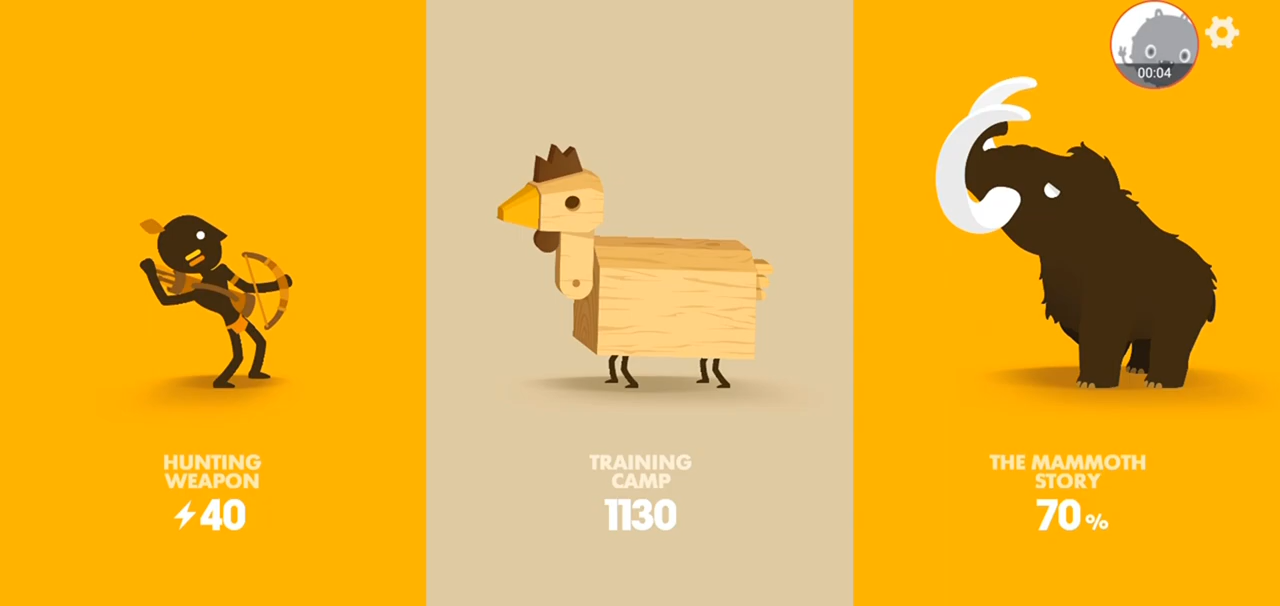 00:04
HUNTING
WEAPON
40
TRAINING
CAMP
1130
THE MAMMOTH
STORY
70%